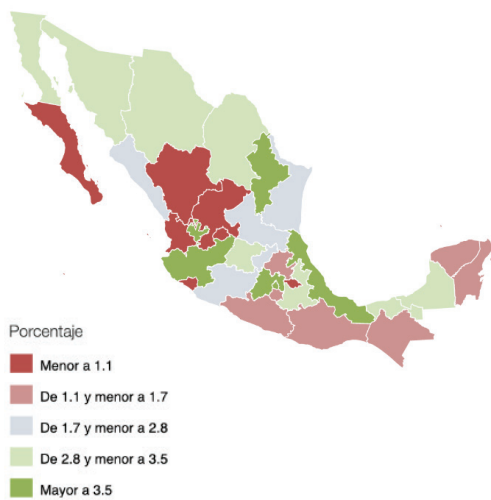 Porcentaje
Menor a 1.1
De 1.1 y menor a 1.7
De 1.7 y menor a 2.8
De 2.8 y menor a 3.5
Mayor a 3.5